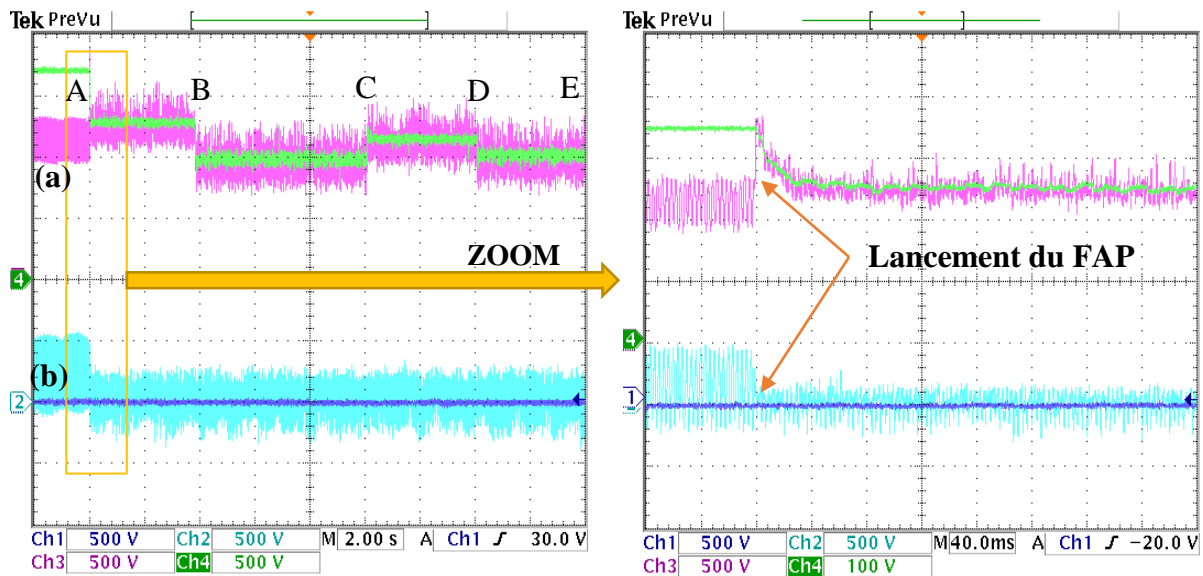 Tek PreVu
A B C D E
(a)
ZOOM
4
(b)
2
Ch1 500 V Ch2 500 V M 2.00 s A Ch1 ƒ 30.0 V
Ch3 500 V Ch4 500 V
Tek PreVu
Lancement du FAP
4
1
Ch1 500 V Ch2 500 V M 40.0ms A Ch1 ƒ −20.0 V
Ch3 500 V Ch4 100 V